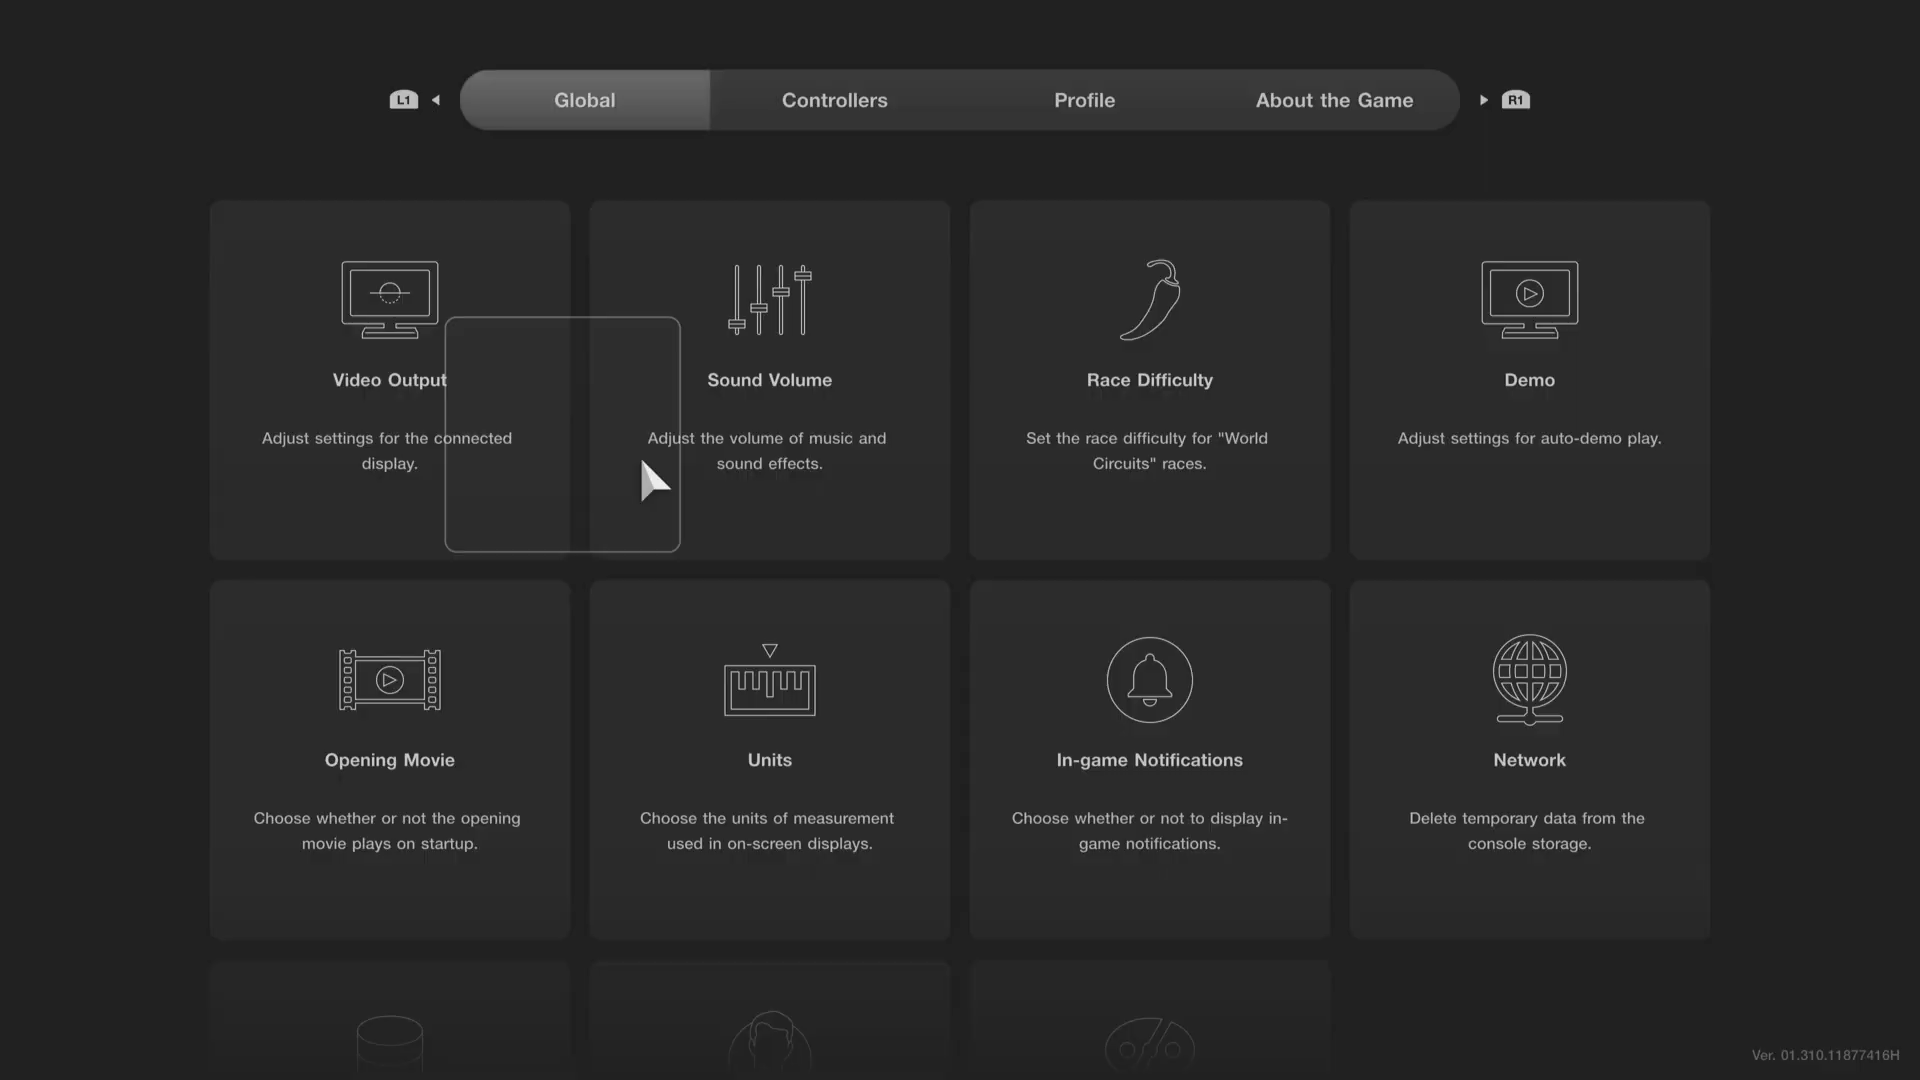 L1
Global
Controllers
Profile
About the Game
R1
Video Output
Adjust settings for the connected
display.
Sound Volume
Adjust the volume of music and
sound effects.
Race Difficulty
Set the race difficulty for "World
Circuits" races.
Demo
Adjust settings for auto-demo play.
Opening Movie
Choose whether or not the opening
movie plays on startup.
Units
Choose the units of measurement
used in on-screen displays.
In-game Notifications
Choose whether or not to display in-
game notifications.
Network
Delete temporary data from the
console storage.
Ver. 01.310.11877416H